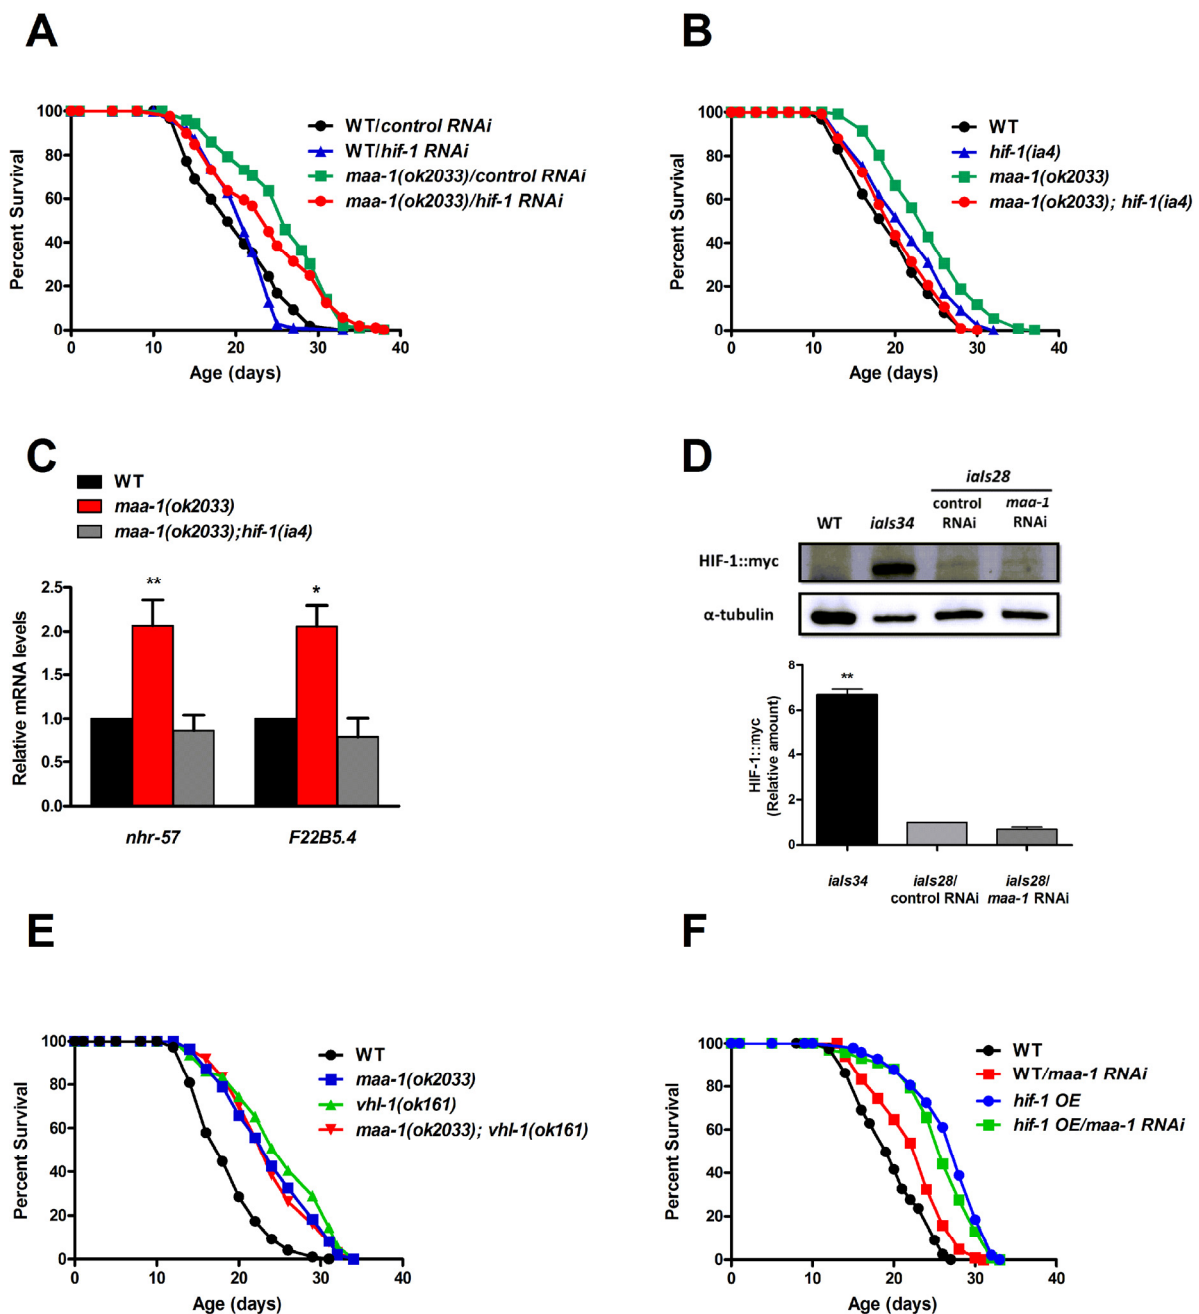 A
Percent Survival
100
80
60
40
20
0
0 10 20 30 40
Age (days)
WT/control RNAi
WT/hif-1 RNAi
maa-1(ok2033)/control RNAi
maa-1(ok2033)/hif-1 RNAi
B
Percent Survival
100
80
60
40
20
0
0 10 20 30 40
Age (days)
WT
hif-1(ia4)
maa-1(ok2033)
maa-1(ok2033); hif-1(ia4)
C
WT
maa-1(ok2033)
maa-1(ok2033);hif-1(ia4)
Relative mRNA levels
2.5
2.0
1.5
1.0
0.5
0.0
** *
nhr-57 F22B5.4
D
iaIs28
WT iaIs34 control RNAi maa-1 RNAi
HIF-1::myc
α-tubulin
HIF-1::myc
(Relative amount)
8
6
4
2
0
**
iaIs34 iaIs28/ control RNAi iaIs28/ maa-1 RNAi
E
Percent Survival
100
80
60
40
20
0
0 10 20 30 40
Age (days)
WT
maa-1(ok2033)
vhl-1(ok161)
maa-1(ok2033); vhl-1(ok161)
F
Percent Survival
100
80
60
40
20
0
0 10 20 30 40
Age (days)
WT
WT/maa-1 RNAi
hif-1 OE
hif-1 OE/maa-1 RNAi